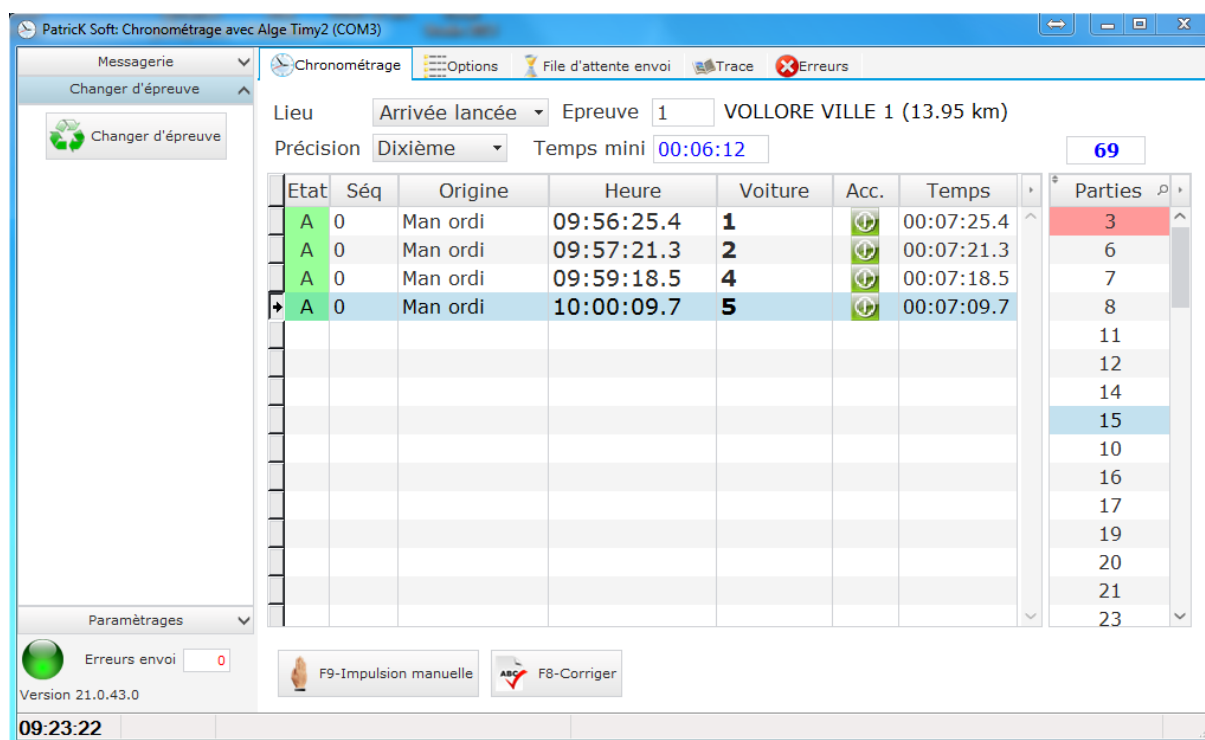 PatricK Soft: Chronométrage avec Alge Timy2 (COM3)
Messagerie
Changer d'épreuve
Changer d'épreuve
Chronométrage Options File d'attente envoi Trace Erreurs
Lieu Arrivée lancée Epreuve 1 VOLLORE VILLE 1 (13.95 km)
Précision Dixième Temps mini 00:06:12 69
Etat Séq Origine Heure Voiture Acc. Temps Parties
A 0 Man ordi 09:56:25.4 1 00:07:25.4 3
A 0 Man ordi 09:57:21.3 2 00:07:21.3 6
A 0 Man ordi 09:59:18.5 4 00:07:18.5 7
A 0 Man ordi 10:00:09.7 5 00:07:09.7 8
11
12
14
15
10
16
17
19
20
21
23
Paramètrages
Erreurs envoi 0
F9-Impulsion manuelle ABC F8-Corriger
Version 21.0.43.0
09:23:22